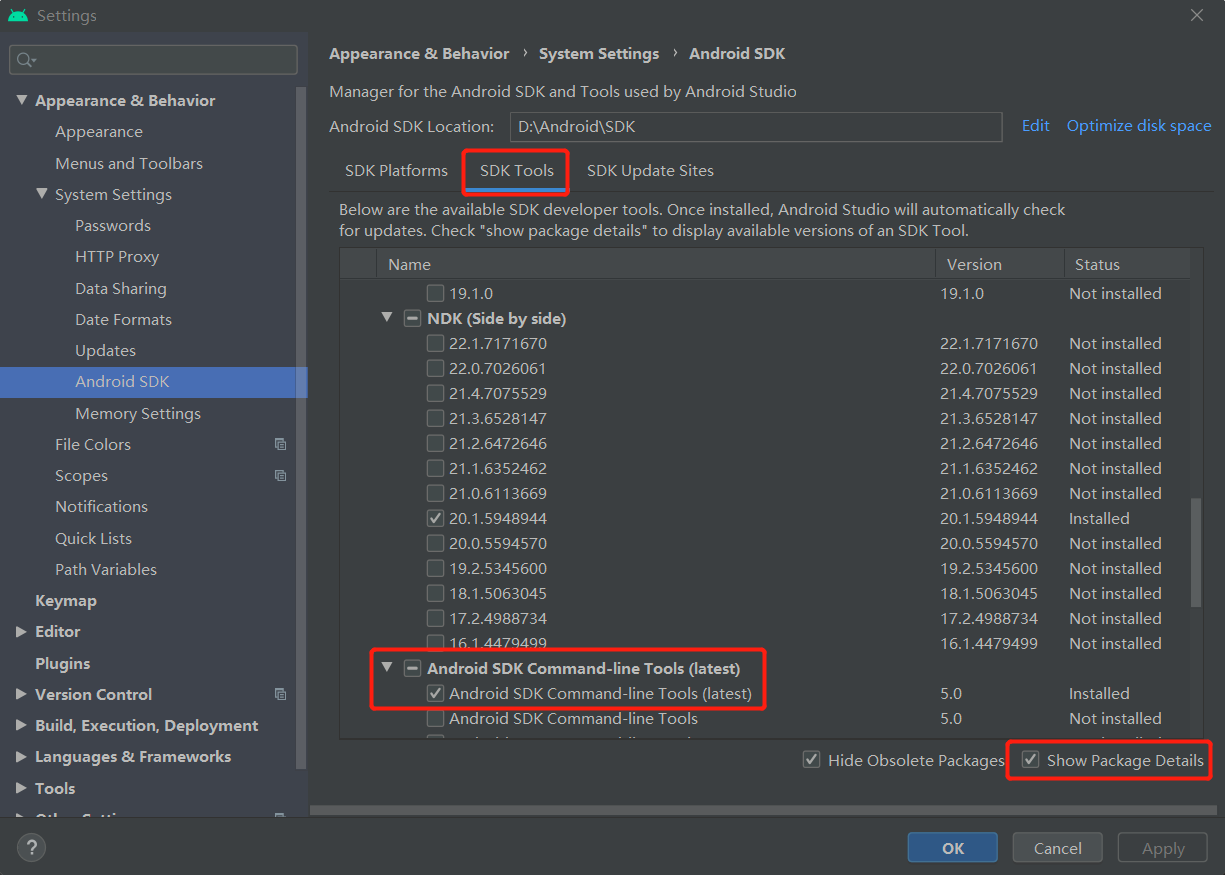 Settings
Appearance & Behavior
Appearance
Menus and Toolbars
System Settings
Passwords
HTTP Proxy
Data Sharing
Date Formats
Updates
Android SDK
Memory Settings
File Colors
Scopes
Notifications
Quick Lists
Path Variables
Keymap
Editor
Plugins
Version Control
Build, Execution, Deployment
Languages & Frameworks
Tools
Appearance & Behavior › System Settings › Android SDK
Manager for the Android SDK and Tools used by Android Studio
Android SDK Location: D:\Android\SDK Edit Optimize disk space
SDK Platforms SDK Tools SDK Update Sites
Below are the available SDK developer tools. Once installed, Android Studio will automatically check
for updates. Check "show package details" to display available versions of an SDK Tool.
Name Version Status
19.1.0 19.1.0 Not installed
NDK (Side by side)
22.1.7171670 22.1.7171670 Not installed
22.0.7026061 22.0.7026061 Not installed
21.4.7075529 21.4.7075529 Not installed
21.3.6528147 21.3.6528147 Not installed
21.2.6472646 21.2.6472646 Not installed
21.1.6352462 21.1.6352462 Not installed
21.0.6113669 21.0.6113669 Not installed
20.1.5948944 20.1.5948944 Installed
20.0.5594570 20.0.5594570 Not installed
19.2.5345600 19.2.5345600 Not installed
18.1.5063045 18.1.5063045 Not installed
17.2.4988734 17.2.4988734 Not installed
16.1.4479499 16.1.4479499 Not installed
Android SDK Command-line Tools (latest)
Android SDK Command-line Tools (latest) 5.0 Installed
Android SDK Command-line Tools 5.0 Not installed
Hide Obsolete Packages Show Package Details
? OK Cancel Apply